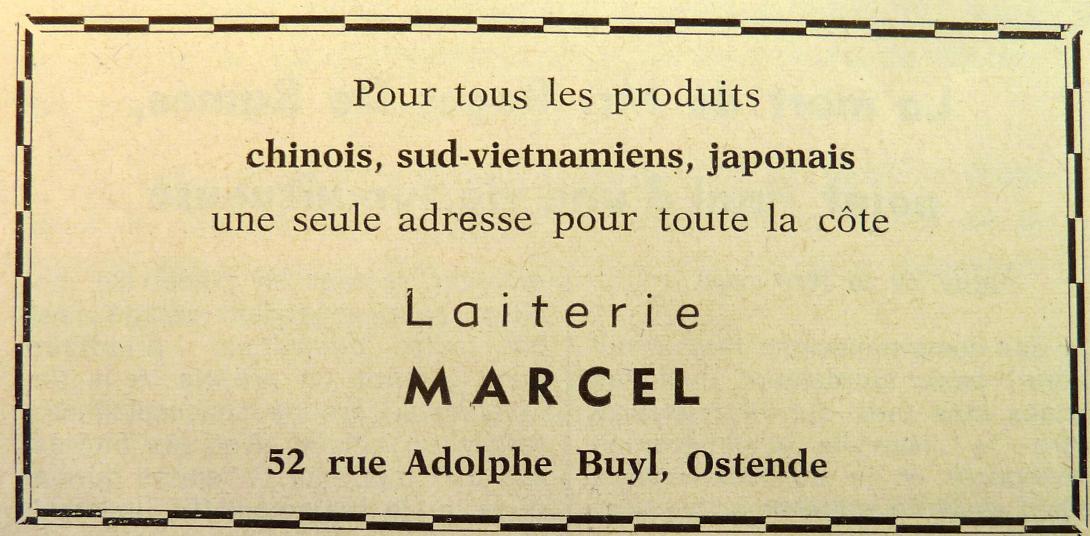 Pour tous les produits
chinois, sud-vietnamiens, japonais
une seule adresse pour toute la côte
Laiterie
MARCEL
52 rue Adolphe Buyl, Ostende